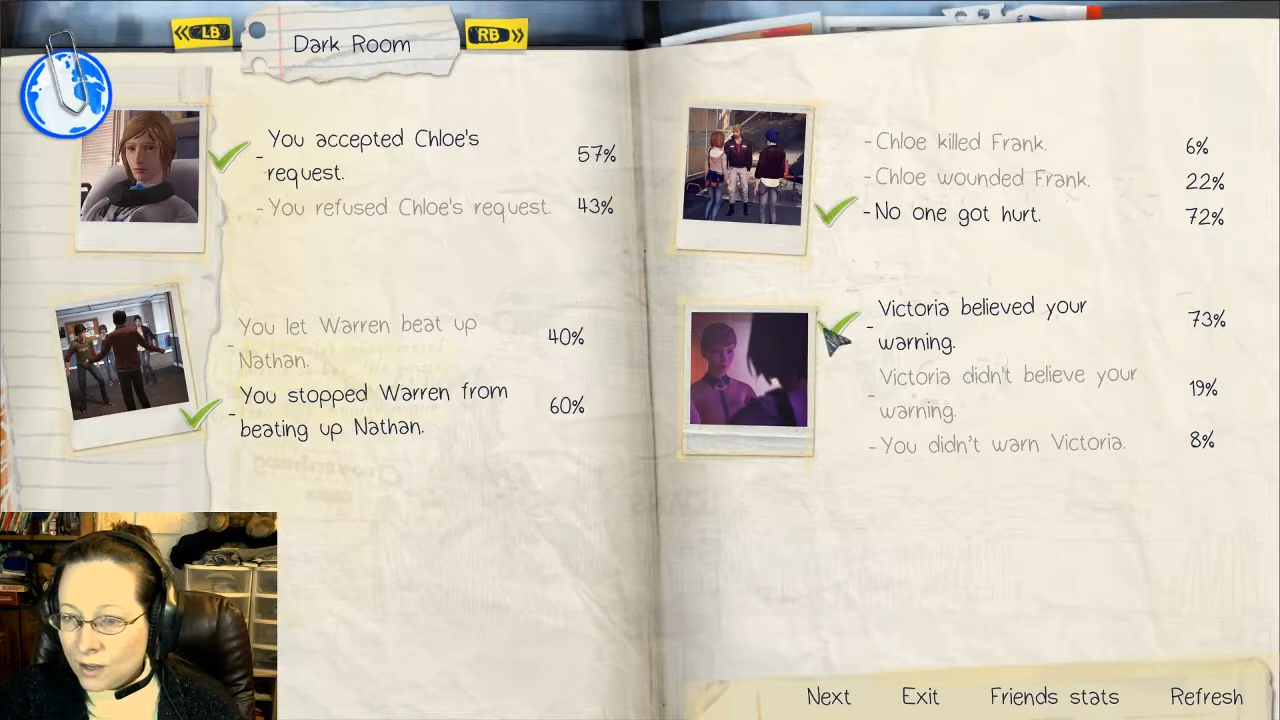 LB
Dark Room
RB
You accepted Chloe's
-
request.
57%
-You refused Chloe's request.
43%
You let Warren beat up
-
Nathan.
40%
You stopped Warren from
-
beating up Nathan.
60%
-Chloe killed Frank.
6%
-Chloe wounded Frank.
22%
-No one got hurt.
72%
Victoria believed your
-
warning.
73%
Victoria didn't believe your
-
warning.
19%
-You didn't warn Victoria.
8%
Next
Exit
Friends stats
Refresh